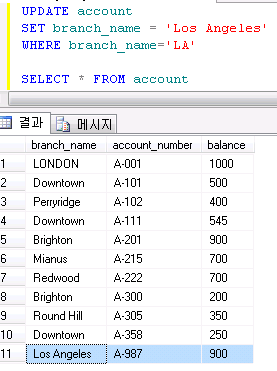 UPDATE account
SET branch_name = 'Los Angeles'
WHERE branch_name='LA'
SELECT * FROM account
결과 메시지
branch_name account_number balance
1 LONDON A-001 1000
2 Downtown A-101 500
3 Perryridge A-102 400
4 Downtown A-111 545
5 Brighton A-201 900
6 Mianus A-215 700
7 Redwood A-222 700
8 Brighton A-300 200
9 Round Hill A-305 350
10 Downtown A-358 250
11 Los Angeles A-987 900